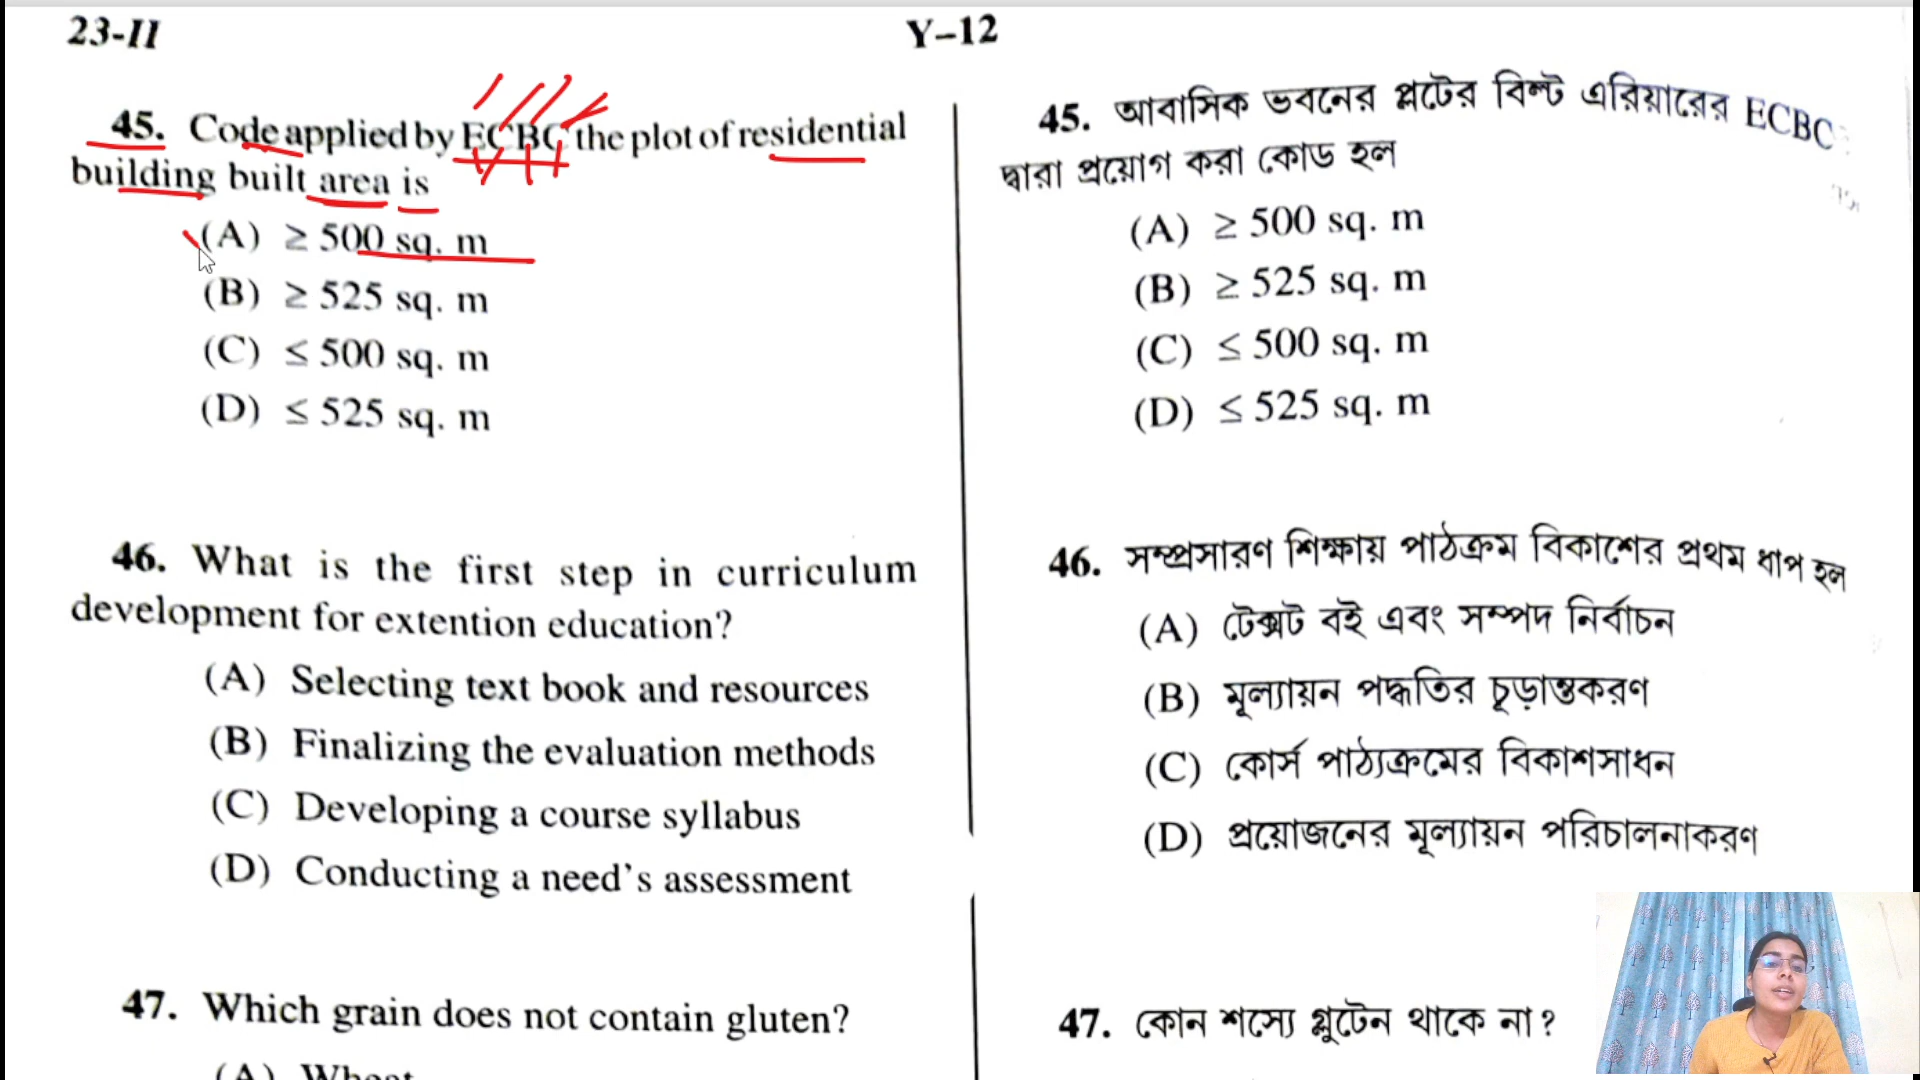 23-II
Y-12
45. Code applied by ECBC the plot of residential
building built area is
(A) ≥ 500 sq. m
(B) ≥ 525 sq. m
(C) ≤ 500 sq. m
(D) ≤ 525 sq. m
46. What is the first step in curriculum
development for extention education?
(A) Selecting text book and resources
(B) Finalizing the evaluation methods
(C) Developing a course syllabus
(D) Conducting a need's assessment
47. Which grain does not contain gluten?
(A) Wheat
45. আবাসিক ভবনের প্লটের বিল্ট এরিয়ারের ECBC
দ্বারা প্রয়োগ করা কোড হল
(A) ≥ 500 sq. m
(B) ≥ 525 sq. m
(C) ≤ 500 sq. m
(D) ≤ 525 sq. m
46. সম্প্রসারণ শিক্ষায় পাঠক্রম বিকাশের প্রথম ধাপ হল
(A) টেক্সট বই এবং সম্পদ নির্বাচন
(B) মূল্যায়ন পদ্ধতির চূড়ান্তকরণ
(C) কোর্স পাঠ্যক্রমের বিকাশসাধন
(D) প্রয়োজনের মূল্যায়ন পরিচালনাকরণ
47. কোন শস্যে গ্লুটেন থাকে না?